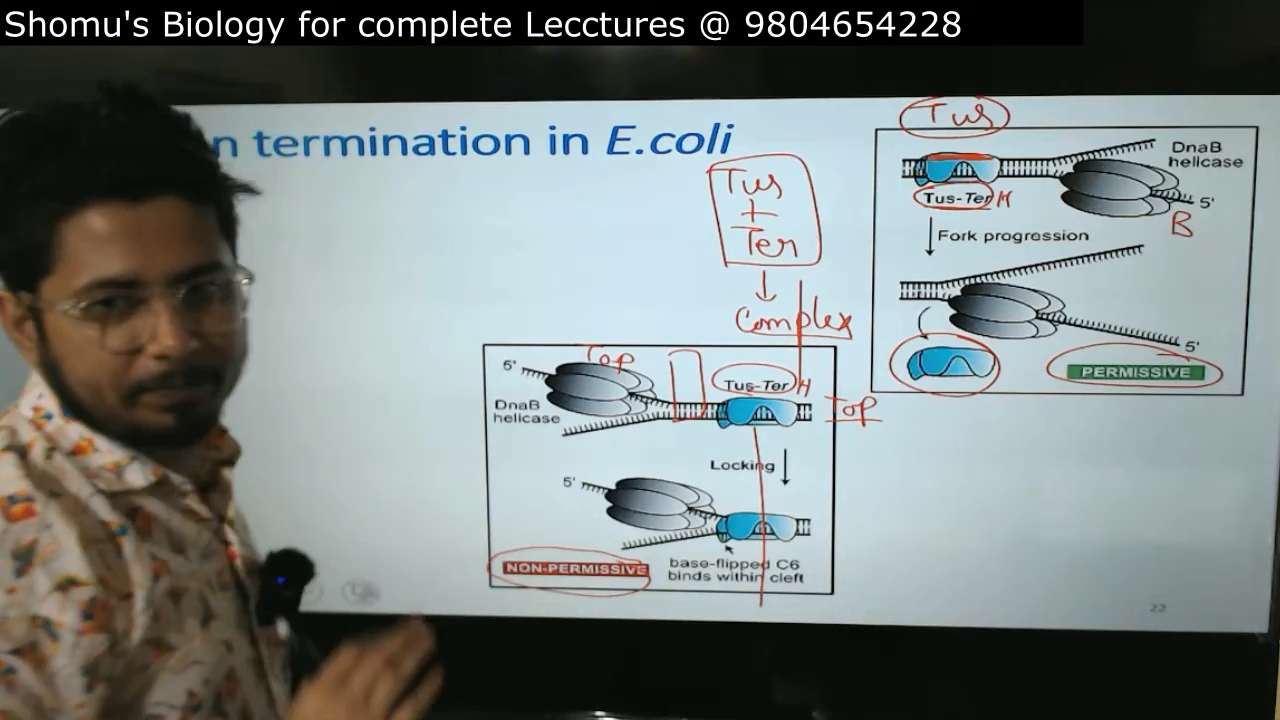 Shomu's Biology for complete Lecctures @ 9804654228
n termination in E.coli
Tus
+
Ter
Complex
Tus
DnaB
helicase
Tus-Ter H
5'
B
Fork progression
5'
PERMISSIVE
Top
5'
Tus-Ter H
DnaB
helicase
Top
Locking
5'
NON-PERMISSIVE
base-flipped C6
binds within cleft
22